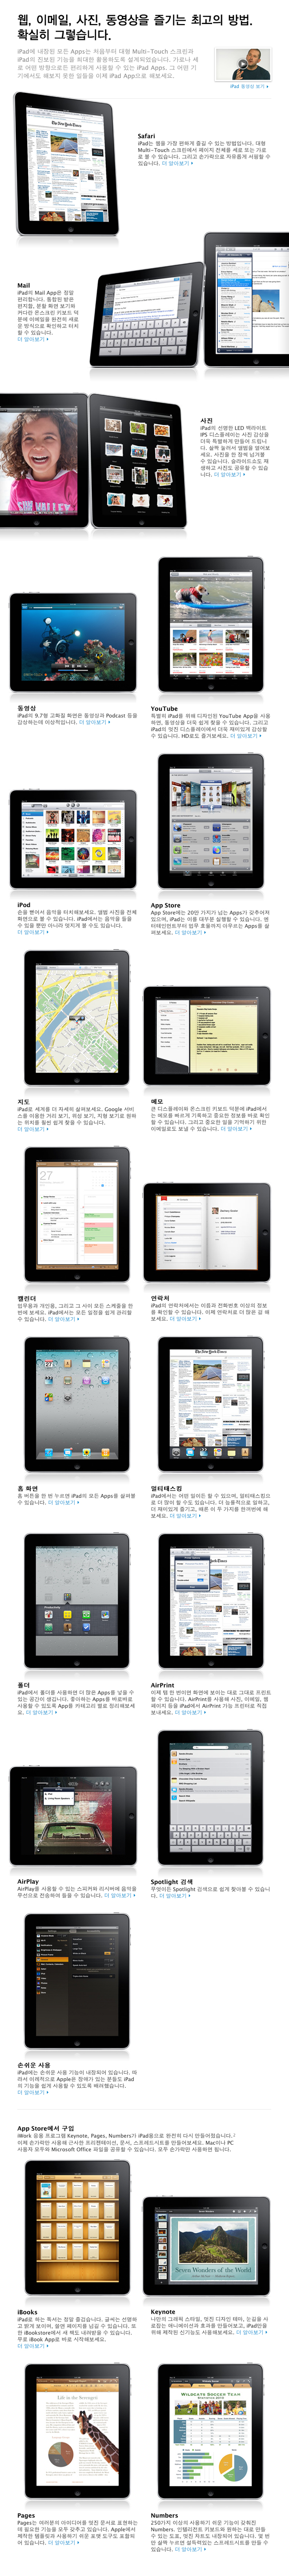 웹, 이메일, 사진, 동영상을 즐기는 최고의 방법.
확실히 그렇습니다.
iPad에 내장된 모든 Apps는 처음부터 대형 Multi-Touch 스크린과
iPad의 진보한 기능을 최대한 활용하도록 설계되었습니다. 가로나 세
로 어떤 방향으로든 편리하게 사용할 수 있는 iPad Apps. 그 어떤 기
기에서도 해보지 못한 일들을 이제 iPad App으로 해보세요.
iPad 동영상 보기
Safari
iPad는 웹을 가장 편하게 즐길 수 있는 방법입니다. 대형
Multi-Touch 스크린에서 페이지 전체를 세로 또는 가로
로 볼 수 있습니다. 그리고 손가락으로 자유롭게 서핑할 수
있습니다. 더 알아보기
Mail
iPad의 Mail App은 정말
편리합니다. 통합된 받은
편지함, 분할 화면 보기와
커다란 온스크린 키보드 덕
분에 이메일을 완전히 새로
운 방식으로 확인하고 터치
할 수 있습니다.
더 알아보기
사진
iPad의 선명한 LED 백라이트
IPS 디스플레이는 사진 감상을
더욱 특별하게 만들어 드립니
다. 살짝 눌러서 앨범을 열어보
세요. 사진을 한 장씩 넘겨볼
수 있습니다. 슬라이드쇼도 재
생하고 사진도 공유할 수 있습
니다. 더 알아보기
동영상
iPad의 9.7형 고화질 화면은 동영상과 Podcast 등을
감상하는데 이상적입니다. 더 알아보기
YouTube
특별히 iPad를 위해 디자인된 YouTube App을 사용
하면, 동영상을 더욱 쉽게 찾을 수 있습니다. 그리고
iPad의 멋진 디스플레이에서 더욱 재미있게 감상할
수 있습니다. HD로도 즐겨보세요. 더 알아보기
iPod
손을 뻗어서 음악을 터치해보세요. 앨범 사진을 전체
화면으로 볼 수 있습니다. iPad에서는 음악을 들을
수 있을 뿐만 아니라 멋지게 볼 수도 있습니다.
더 알아보기
App Store
App Store에는 20만 가지가 넘는 Apps가 갖추어져
있으며, iPad는 이를 대부분 실행할 수 있습니다. 엔
터테인먼트부터 업무 효율까지 아우르는 Apps를 살
펴보세요. 더 알아보기
지도
iPad로 세계를 더 자세히 살펴보세요. Google 서비
스를 이용한 거리 보기, 위성 보기, 지형 보기로 원하
는 위치를 훨씬 쉽게 찾을 수 있습니다.
더 알아보기
메모
큰 디스플레이와 온스크린 키보드 덕분에 iPad에서
는 메모를 빠르게 기록하고 중요한 정보를 바로 확인
할 수 있습니다. 그리고 중요한 일을 기억하기 위한
이메일로도 보낼 수 있습니다. 더 알아보기
캘린더
업무용과 개인용, 그리고 그 사이 모든 스케줄을 한
번에 보세요. iPad에서는 모든 일정을 쉽게 관리할
수 있습니다. 더 알아보기
연락처
iPad의 연락처에서는 이름과 전화번호 이상의 정보
를 확인할 수 있습니다. 이제 연락처로 더 많은 걸 해
보세요. 더 알아보기
홈 화면
홈 버튼을 한 번 누르면 iPad의 모든 Apps를 살펴볼
수 있습니다. 더 알아보기
멀티태스킹
iPad에서는 어떤 일이든 할 수 있으며, 멀티태스킹으
로 더 많이 할 수도 있습니다. 더 능률적으로 일하고,
더 재미있게 즐기고, 때론 이 두 가지를 한꺼번에 해
보세요. 더 알아보기
폴더
iPad에서 폴더를 사용하면 더 많은 Apps를 넣을 수
있는 공간이 생깁니다. 좋아하는 Apps를 바로바로
사용할 수 있도록 App을 카테고리 별로 정리해보세
요. 더 알아보기
AirPrint
이제 탭 한 번이면 화면에 보이는 대로 그대로 프린트
할 수 있습니다. AirPrint를 사용해 사진, 이메일, 웹
페이지 등을 iPad에서 AirPrint 가능 프린터로 직접
보내세요. 더 알아보기
AirPlay
AirPlay를 사용할 수 있는 스피커와 리시버에 음악을
무선으로 전송하여 들을 수 있습니다. 더 알아보기
Spotlight 검색
무엇이든 Spotlight 검색으로 쉽게 찾아볼 수 있습니
다. 더 알아보기
손쉬운 사용
iPad에는 손쉬운 사용 기능이 내장되어 있습니다. 따
라서 이례적으로 Apple은 장애가 있는 분들도 iPad
의 기능을 쉽게 사용할 수 있도록 배려했습니다.
더 알아보기
App Store에서 구입
iWork 응용 프로그램 Keynote, Pages, Numbers가 iPad용으로 완전히 다시 만들어졌습니다.
이제 손가락만 사용해 근사한 프리젠테이션, 문서, 스프레드시트를 만들어보세요. Mac이나 PC
사용자 모두와 Microsoft Office 파일을 공유할 수 있습니다. 모두 손가락만 사용하면 됩니다.
iBooks
iPad로 하는 독서는 정말 즐겁습니다. 글씨는 선명하
고 밝게 보이며, 쉽면 페이지를 넘길 수 있습니다. 또
한 iBookstore에서 새 책도 내려받을 수 있습니다.
무료 iBook App로 바로 시작해보세요.
더 알아보기
Keynote
나만의 그래픽 스타일, 멋진 디자인 테마, 눈길을 사
로잡는 애니메이션과 효과를 만들어보고, iPad만을
위해 제작된 신기능도 사용해보세요. 더 알아보기
Seven Wonders of the World
Life in the Serengeti
WILDCATS SOCCER TEAM
Pages
Pages는 여러분의 아이디어를 멋진 문서로 표현하는
데 필요한 기능을 모두 갖추고 있습니다. Apple에서
제작한 템플릿과 사용하기 쉬운 포맷 도구도 포함되
어 있습니다. 더 알아보기
Numbers
250가지 이상의 사용하기 쉬운 기능이 갖춰진
Numbers. 인텔리전트 키보드와 원하는 대로 만들
수 있는 도표, 멋진 차트도 내장되어 있습니다. 몇 번
만 살짝 누르면 설득력있는 스프레드시트를 만들 수
있습니다. 더 알아보기